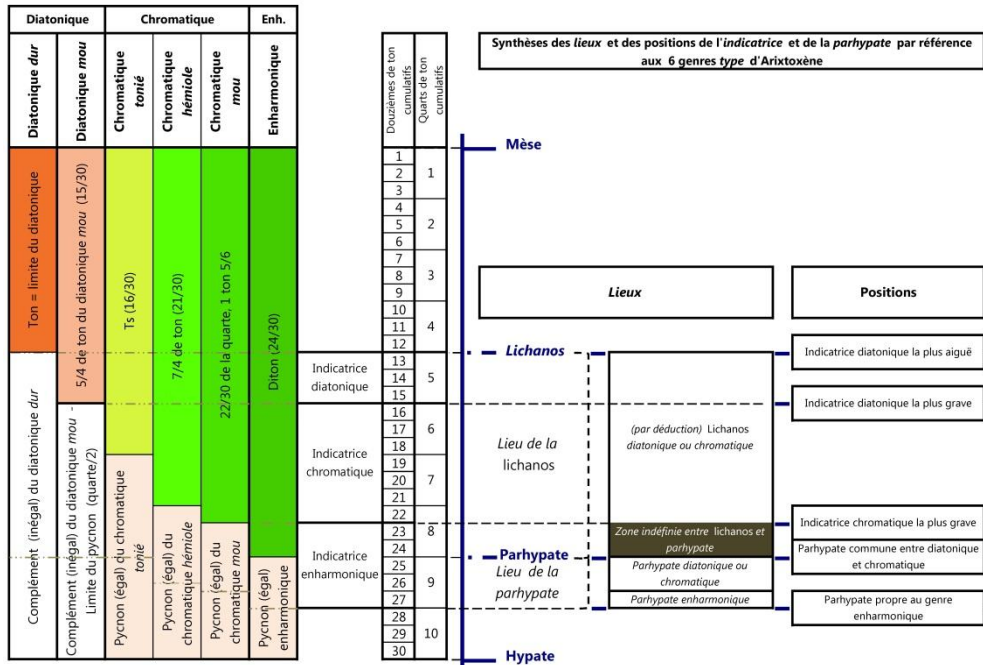 Diatonique
Chromatique
Enh.
Diatonique dur
Diatonique mou
Chromatique
tonié
Chromatique
hémiole
Chromatique
mou
Enharmonique
Ton = limite du diatonique
Complément (inégal) du diatonique dur
5/4 de ton du diatonique mou (15/30)
Complément (inégal) du diatonique mou -
Limite du pycnon (quarte/2)
Ts (16/30)
Pycnon (égal) du chromatique
tonié
7/4 de ton (21/30)
Pycnon (égal) du
chromatique hémiole
22/30 de la quarte, 1 ton 5/6
Pycnon (égal) du
chromatique mou
Diton (24/30)
Pycnon (égal)
enharmonique
Indicatrice
diatonique
Indicatrice
chromatique
Indicatrice
enharmonique
Douzièmes de ton
cumulatifs
Quarts de ton
cumulatifs
1
2
3
4
5
6
7
8
9
10
11
12
13
14
15
16
17
18
19
20
21
22
23
24
25
26
27
28
29
30
1
2
3
4
5
6
7
8
9
10
Synthèses des lieux et des positions de l'indicatrice et de la parhypate par référence
aux 6 genres type d'Arixtoxène
Mèse
Lichanos
Parhypate
Hypate
Lieu de la
lichanos
Lieu de la
parhypate
Lieux
(par déduction) Lichanos
diatonique ou chromatique
Zone indéfinie entre lichanos et
parhypate
Parhypate diatonique ou
chromatique
Parhypate enharmonique
Positions
Indicatrice diatonique la plus aiguë
Indicatrice diatonique la plus grave
Indicatrice chromatique la plus grave
Parhypate commune entre diatonique
et chromatique
Parhypate propre au genre
enharmonique